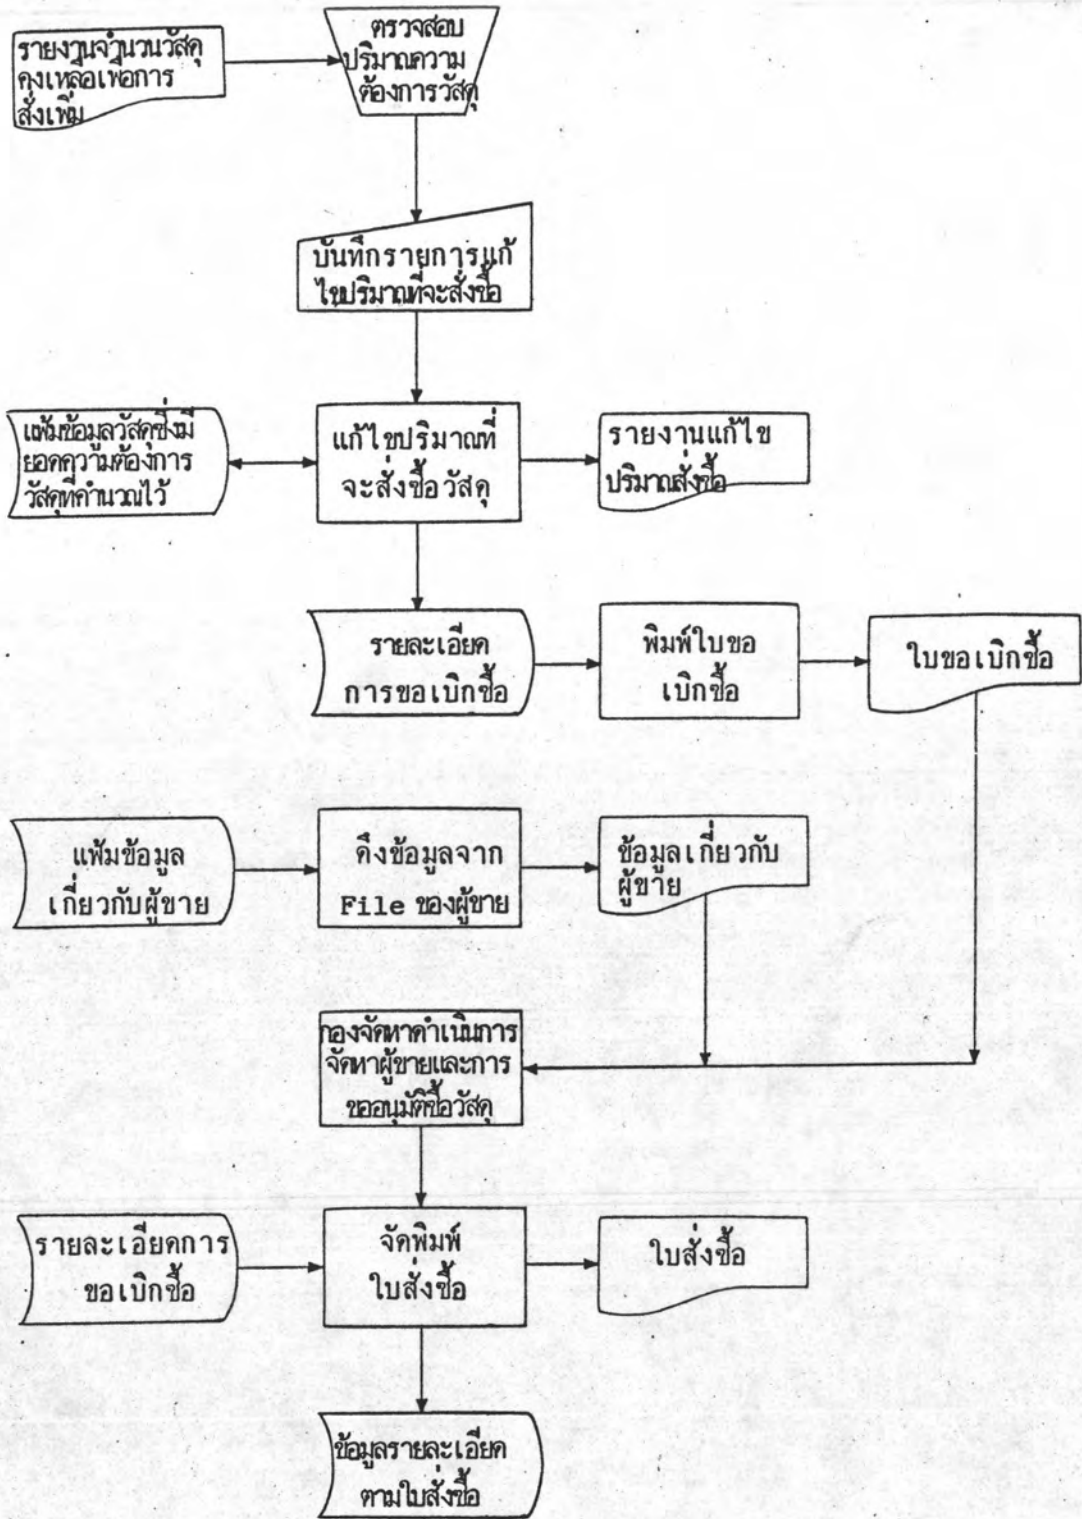 รายงานจำนวนวัสดุ
คงเหลือเพื่อการ
สั่งเพิ่ม
ตรวจสอบ
ปริมาณความ
ต้องการวัสดุ
บันทึกรายการแก้
ไขปริมาณที่จะสั่งซื้อ
แฟ้มข้อมูลวัสดุซึ่งมี
ยอดความต้องการ
วัสดุที่คำนวณไว้
แก้ไขปริมาณที่
จะสั่งซื้อวัสดุ
รายงานแก้ไข
ปริมาณสั่งซื้อ
รายละเอียด
การขอเบิกซื้อ
พิมพ์ใบขอ
เบิกซื้อ
ใบขอเบิกซื้อ
แฟ้มข้อมูล
เกี่ยวกับผู้ขาย
ดึงข้อมูลจาก
File ของผู้ขาย
ข้อมูลเกี่ยวกับ
ผู้ขาย
กองจัดหาดำเนินการ
จัดหาผู้ขายและการ
ขออนุมัติซื้อวัสดุ
รายละเอียดการ
ขอเบิกซื้อ
จัดพิมพ์
ใบสั่งซื้อ
ใบสั่งซื้อ
ข้อมูลรายละเอียด
ตามใบสั่งซื้อ